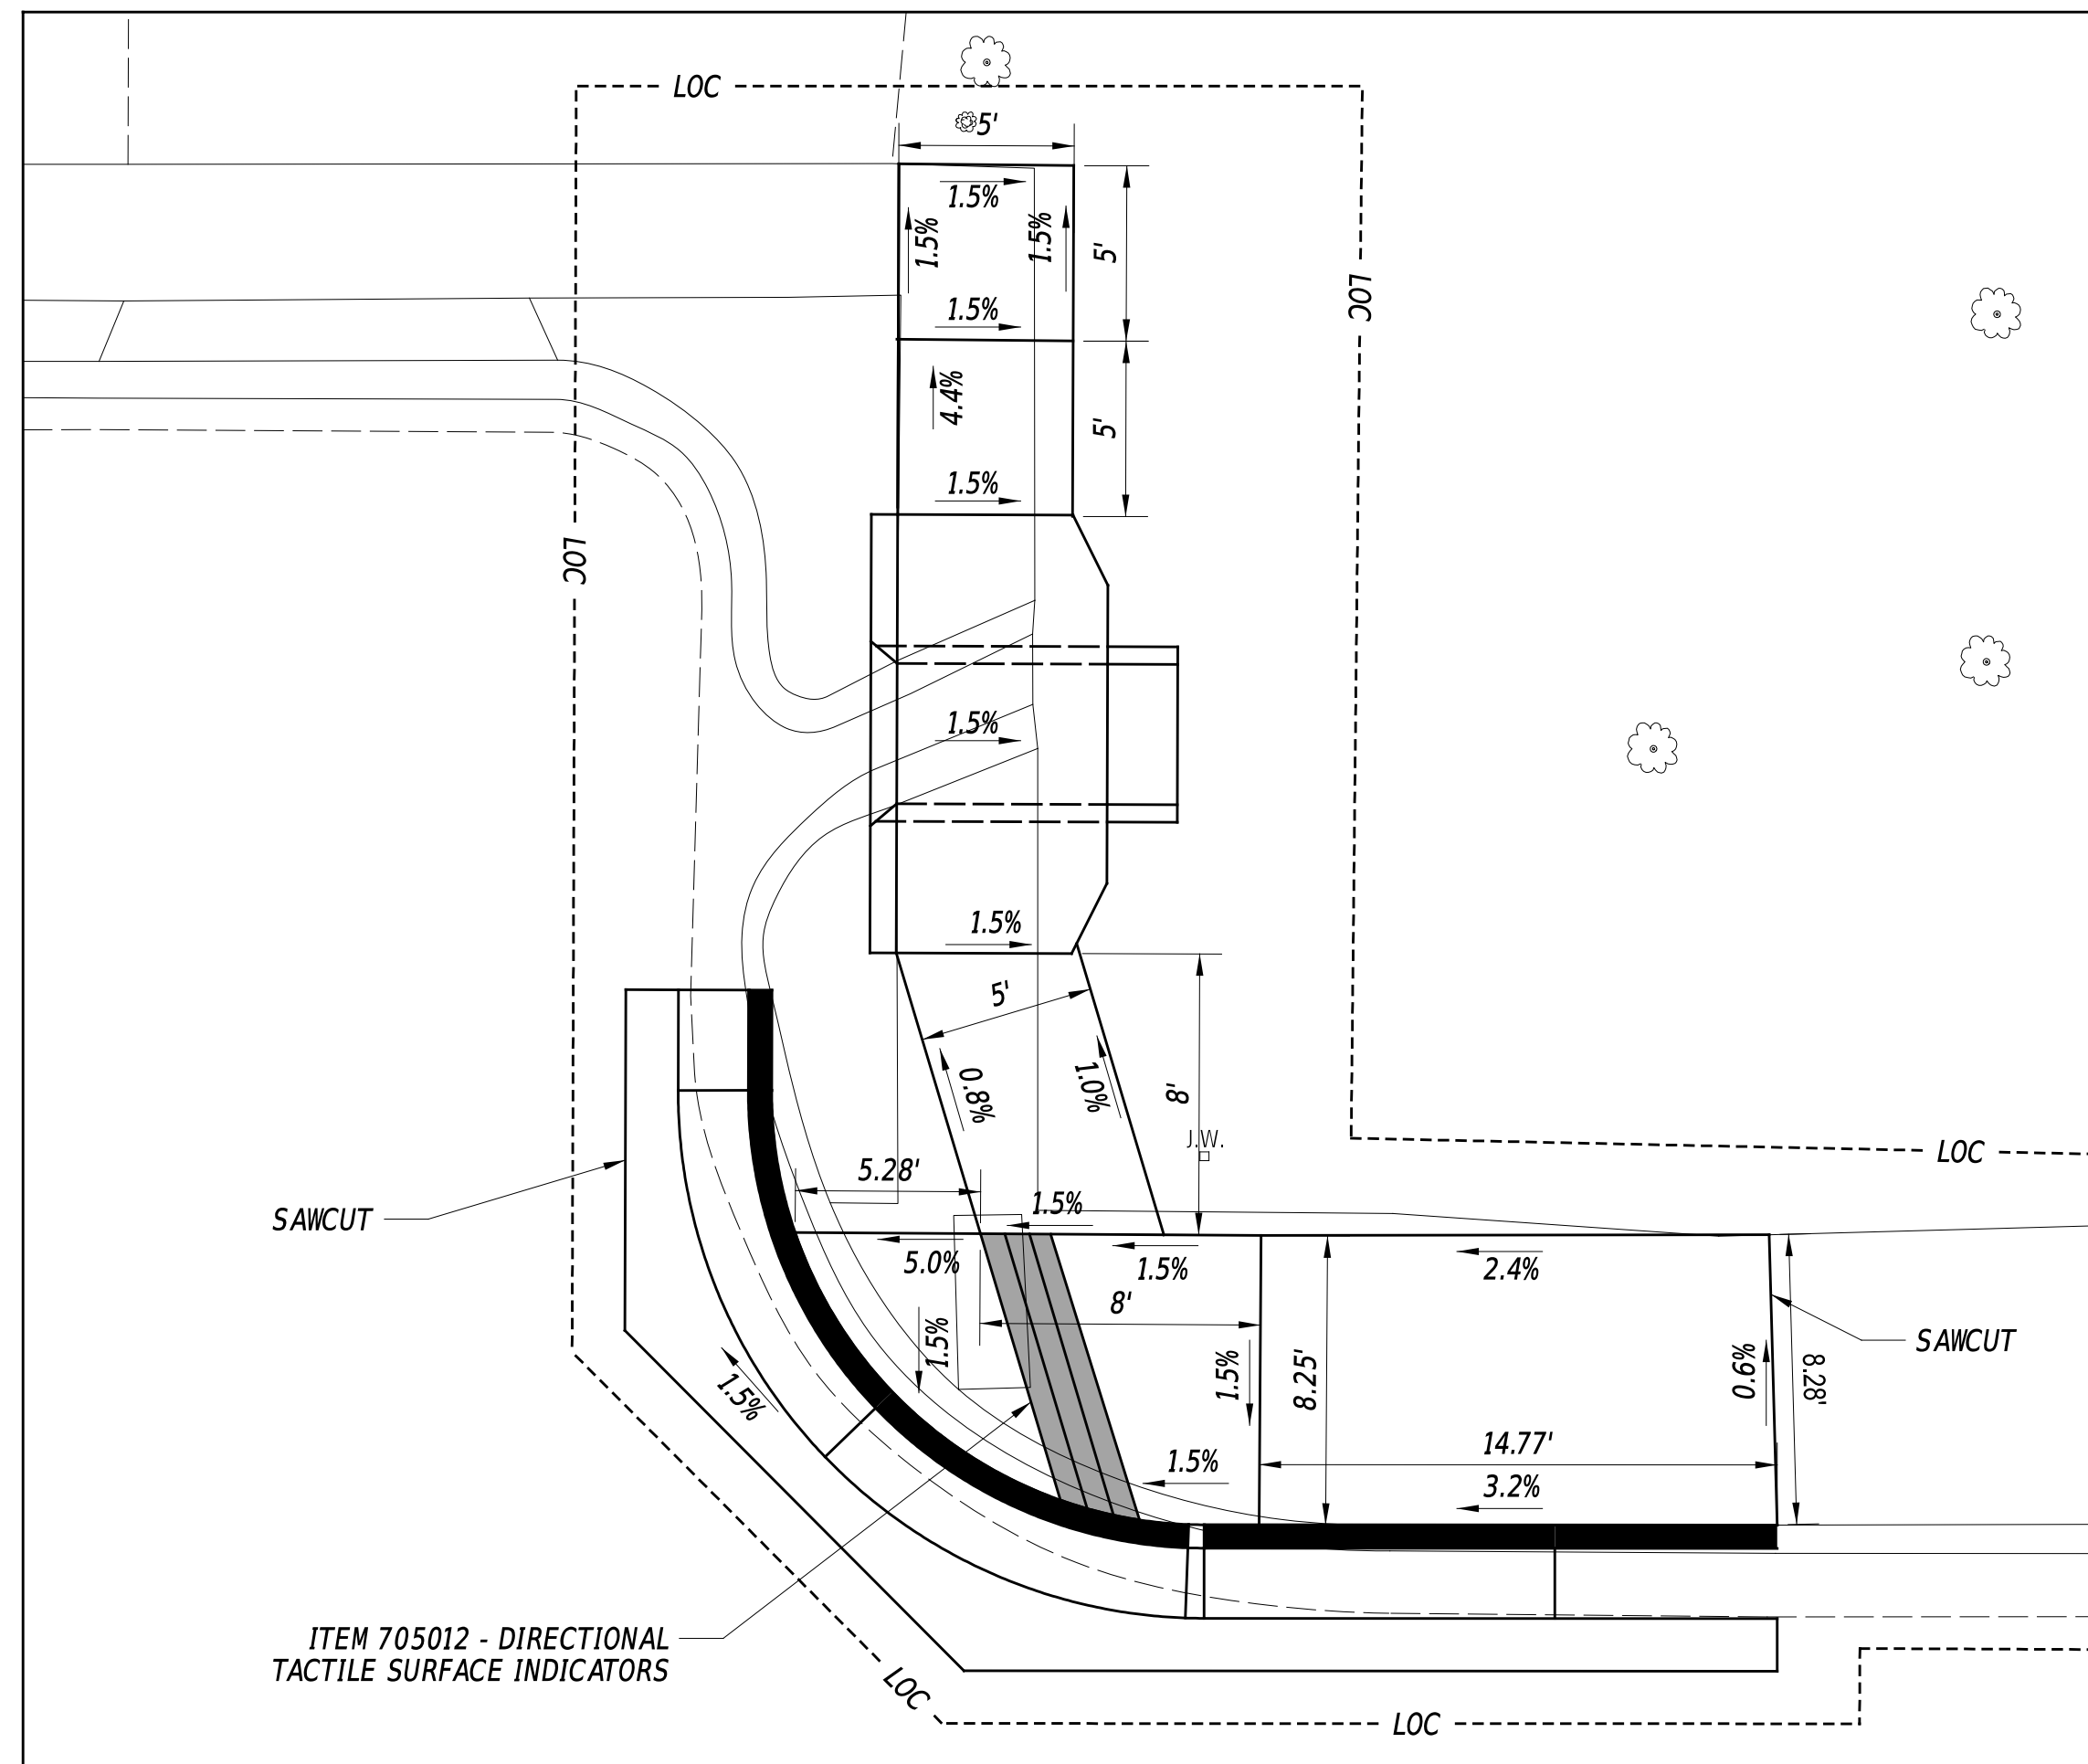 LOC
5'
1.5%
1.5%
1.5%
5'
1.5%
LOC
4.4%
5'
1.5%
LOC
1.5%
1.5%
5'
0.8%
1.0%
8'
J.W.
LOC
5.28'
1.5%
SAWCUT
5.0%
1.5%
2.4%
8'
1.5%
1.5%
8.25'
0.6%
8.28'
SAWCUT
1.5%
14.77'
1.5%
3.2%
ITEM 705012 - DIRECTIONAL
TACTILE SURFACE INDICATORS
LOC
LOC